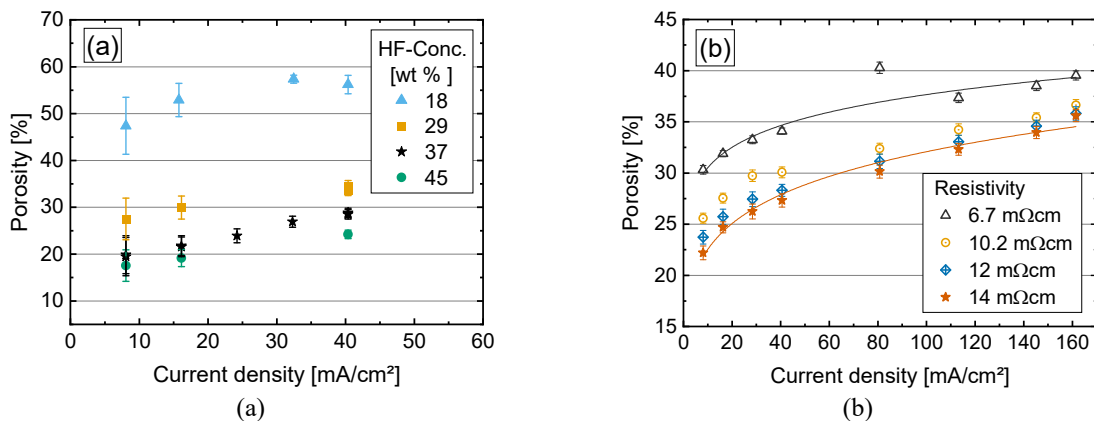 (a)
HF-Conc.
[wt % ]
18
29
37
45
Porosity [%]
70
60
50
40
30
20
10
0 10 20 30 40 50 60
Current density [mA/cm²]
(a)
(b)
Porosity [%]
45
40
35
30
25
20
15
Resistivity
6.7 mΩcm
10.2 mΩcm
12 mΩcm
14 mΩcm
0 20 40 60 80 100 120 140 160
Current density [mA/cm²]
(b)